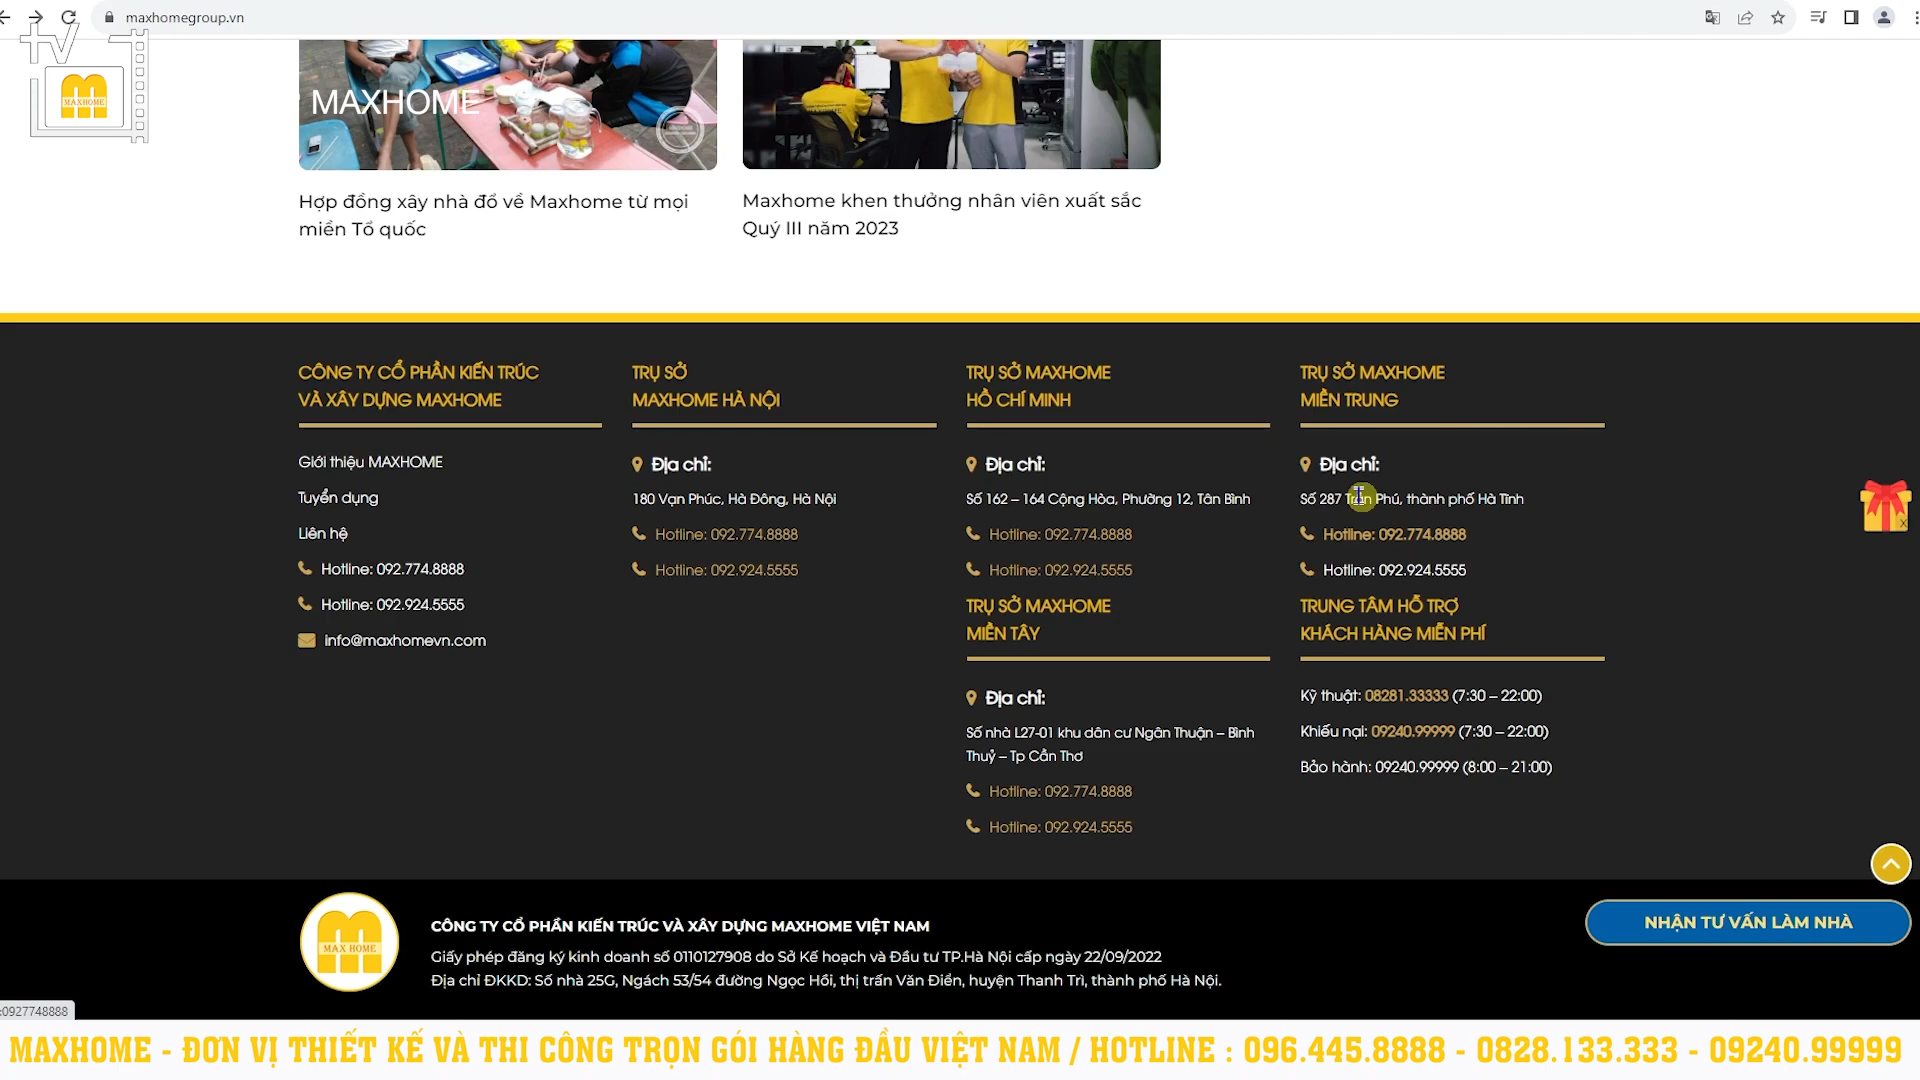 maxhomegroup.vn
tv
MAXHOME
MAXHOME
Hợp đồng xây nhà đổ về Maxhome từ mọi
miền Tổ quốc
Maxhome khen thưởng nhân viên xuất sắc
Quý III năm 2023
CÔNG TY CỔ PHẦN KIẾN TRÚC
VÀ XÂY DỰNG MAXHOME
Giới thiệu MAXHOME
Tuyển dụng
Liên hệ
Hotline: 092.774.8888
Hotline: 092.924.5555
info@maxhomevn.com
TRỤ SỞ
MAXHOME HÀ NỘI
Địa chỉ:
180 Vạn Phúc, Hà Đông, Hà Nội
Hotline: 092.774.8888
Hotline: 092.924.5555
TRỤ SỞ MAXHOME
HỒ CHÍ MINH
Địa chỉ:
Số 162 – 164 Cộng Hòa, Phường 12, Tân Bình
Hotline: 092.774.8888
Hotline: 092.924.5555
TRỤ SỞ MAXHOME
MIỀN TÂY
Địa chỉ:
Số nhà L27-01 khu dân cư Ngân Thuận – Bình
Thuỷ – Tp Cần Thơ
Hotline: 092.774.8888
Hotline: 092.924.5555
TRỤ SỞ MAXHOME
MIỀN TRUNG
Địa chỉ:
Số 287 Trần Phú, thành phố Hà Tĩnh
Hotline: 092.774.8888
Hotline: 092.924.5555
TRUNG TÂM HỖ TRỢ
KHÁCH HÀNG MIỄN PHÍ
Kỹ thuật: 08281.33333 (7:30 – 22:00)
Khiếu nại: 09240.99999 (7:30 – 22:00)
Bảo hành: 09240.99999 (8:00 – 21:00)
x
NHẬN TƯ VẤN LÀM NHÀ
MAX HOME
CÔNG TY CỔ PHẦN KIẾN TRÚC VÀ XÂY DỰNG MAXHOME VIỆT NAM
Giấy phép đăng ký kinh doanh số 0110127908 do Sở Kế hoạch và Đầu tư TP.Hà Nội cấp ngày 22/09/2022
Địa chỉ ĐKKD: Số nhà 25G, Ngách 53/54 đường Ngọc Hồi, thị trấn Văn Điển, huyện Thanh Trì, thành phố Hà Nội.
:0927748888
MAXHOME - ĐƠN VỊ THIẾT KẾ VÀ THI CÔNG TRỌN GÓI HÀNG ĐẦU VIỆT NAM / HOTLINE : 096.445.8888 - 0828.133.333 - 09240.99999